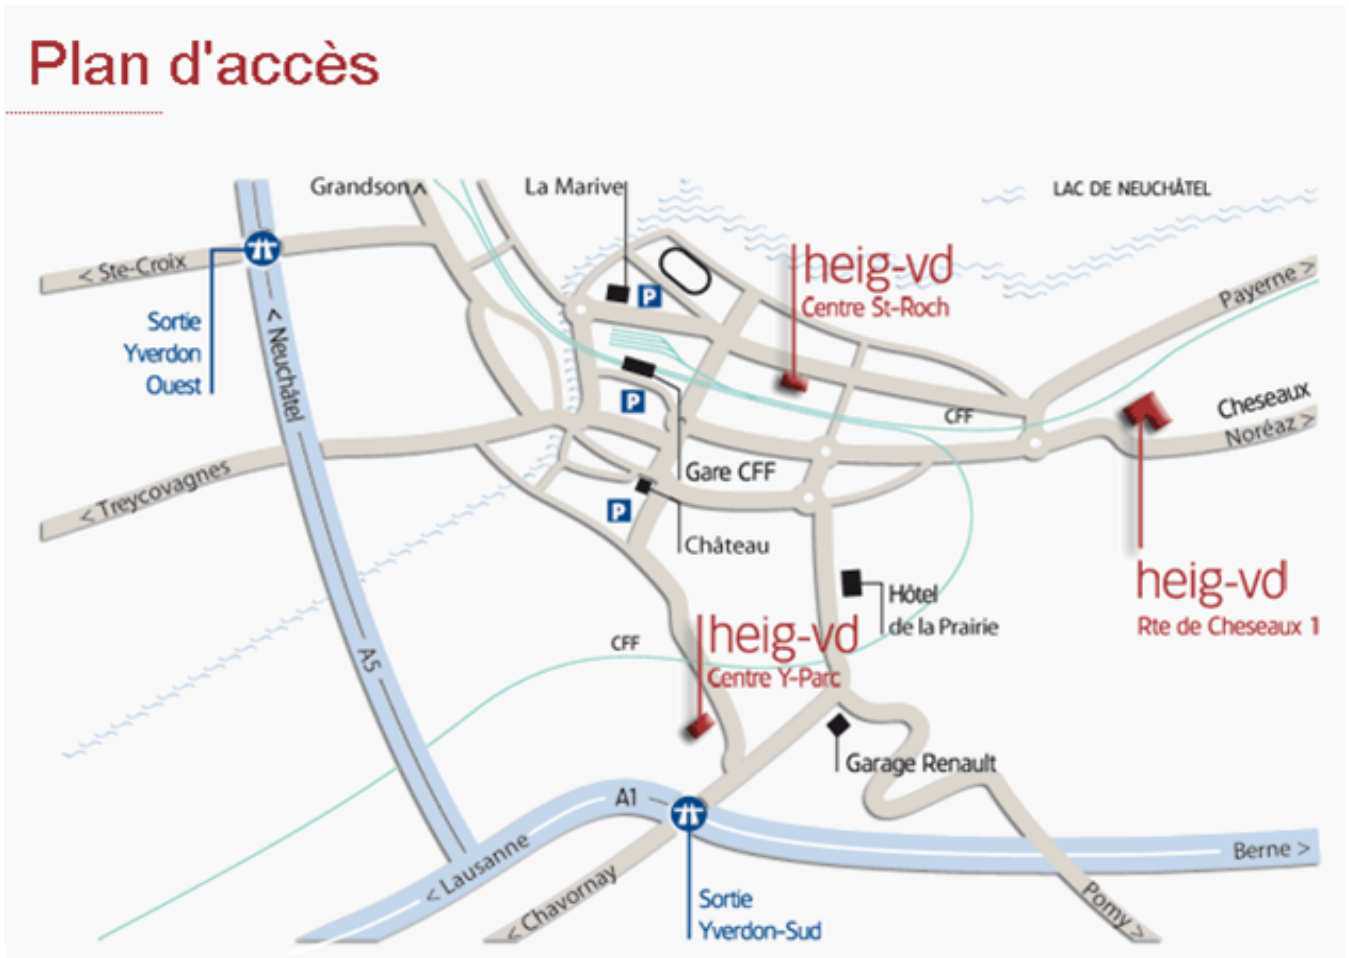 Plan d'accès
Grandson^
La Marive
LAC DE NEUCHÂTEL
< Ste-Croix
heig-vd
Centre St-Roch
Payerne >
P
Sortie
Yverdon
Ouest
< Neuchâtel
P
CFF
Cheseaux
Noréaz >
< Treycovagnes
Gare CFF
P
Château
heig-vd
Rte de Cheseaux 1
Hôtel
de la Prairie
CFF
heig-vd
Centre Y-Parc
A5
Garage Renault
A1
< Lausanne
Berne >
< Chavornay
Sortie
Yverdon-Sud
Pomy >